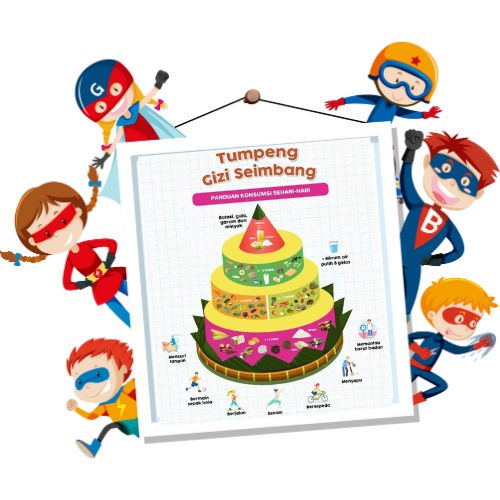 Tumpeng
Gizi Seimbang
PANDUAN KONSUMSI SEHARI-HARI
Batasi, gula,
garam dan
minyak
• Minum air
putih 8 gelas
Mencuci
tangan
Memantau
berat badan
Bermain
sepak bola
Berjalan
Senam
Bersepeda
Menyapu
G
S
B